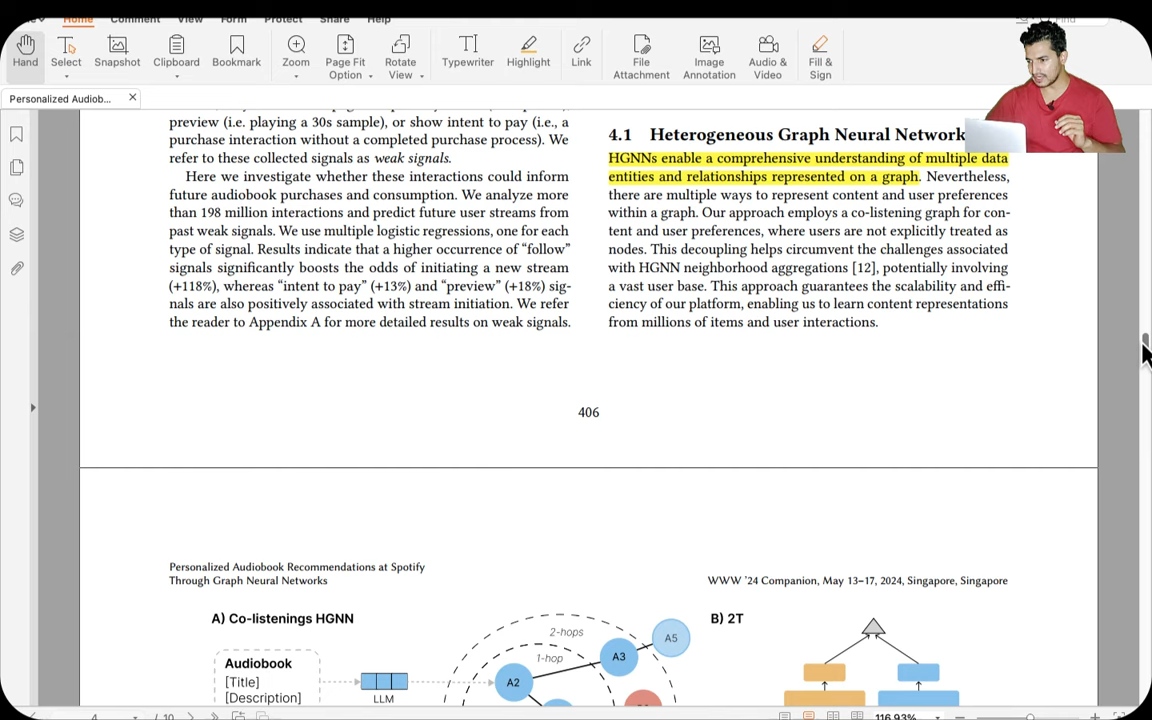 Home Comment View Form Protect Share Help
Find
Hand
Select
Snapshot
Clipboard
Bookmark
Zoom
Page Fit
Option
Rotate
View
Typewriter
Highlight
Link
File
Attachment
Image
Annotation
Audio &
Video
Fill &
Sign
Personalized Audiob...
preview (i.e. playing a 30s sample), or show intent to pay (i.e., a
purchase interaction without a completed purchase process). We
refer to these collected signals as weak signals.
Here we investigate whether these interactions could inform
future audiobook purchases and consumption. We analyze more
than 198 million interactions and predict future user streams from
past weak signals. We use multiple logistic regressions, one for each
type of signal. Results indicate that a higher occurrence of “follow”
signals significantly boosts the odds of initiating a new stream
(+118%), whereas “intent to pay” (+13%) and “preview” (+18%) sig-
nals are also positively associated with stream initiation. We refer
the reader to Appendix A for more detailed results on weak signals.
4.1 Heterogeneous Graph Neural Network
HGNNs enable a comprehensive understanding of multiple data
entities and relationships represented on a graph. Nevertheless,
there are multiple ways to represent content and user preferences
within a graph. Our approach employs a co-listening graph for con-
tent and user preferences, where users are not explicitly treated as
nodes. This decoupling helps circumvent the challenges associated
with HGNN neighborhood aggregations [12], potentially involving
a vast user base. This approach guarantees the scalability and effi-
ciency of our platform, enabling us to learn content representations
from millions of items and user interactions.
406
Personalized Audiobook Recommendations at Spotify
Through Graph Neural Networks
WWW ’24 Companion, May 13–17, 2024, Singapore, Singapore
A) Co-listenings HGNN
B) 2T
2-hops
1-hop
A5
A3
A2
Audiobook
[Title]
[Description]
LLM
4 / 10
116.93%